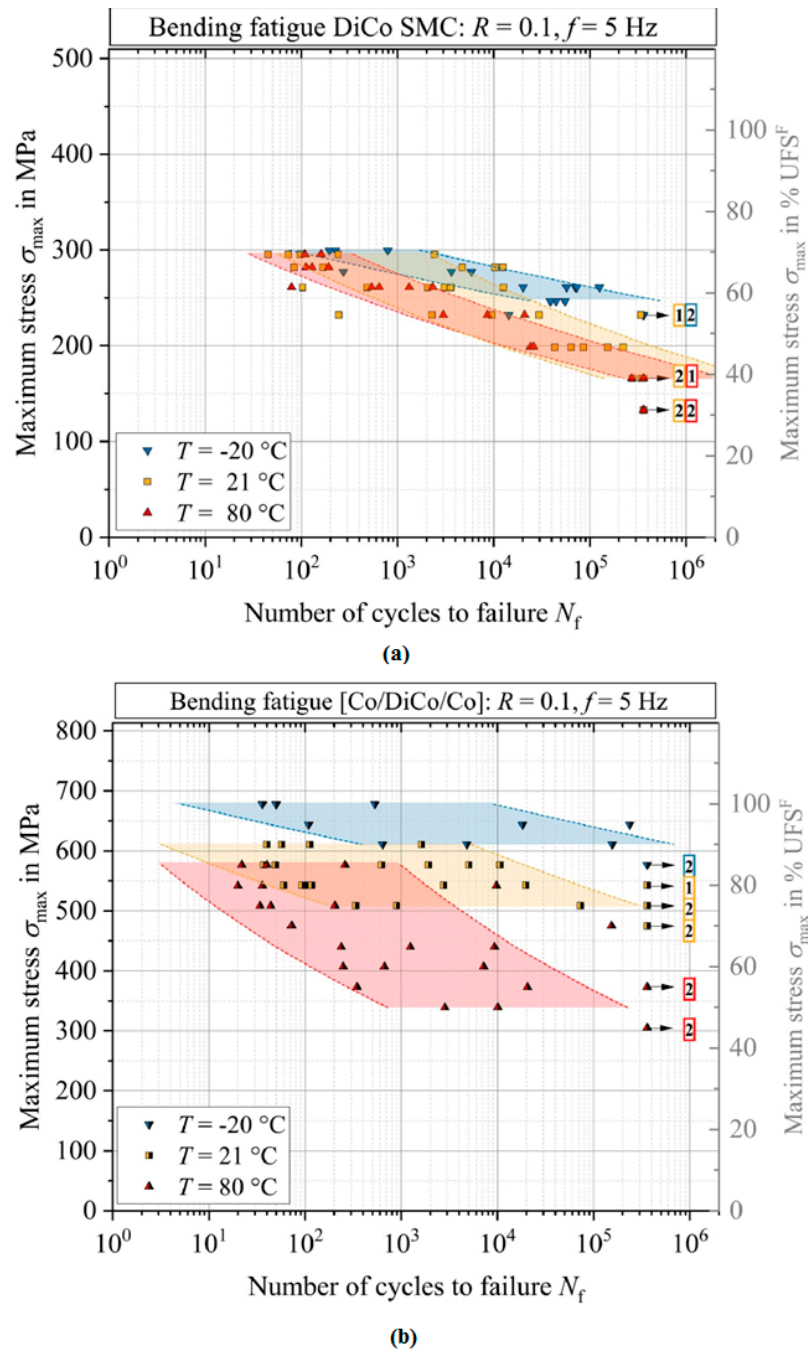 Bending fatigue DiCo SMC: R = 0.1, f = 5 Hz
500
400
300
200
100
0
Maximum stress σmax in MPa
100
80
60
40
20
0
Maximum stress σmax in % UFS^F
1 2
2 1
2 2
T = -20 °C
T = 21 °C
T = 80 °C
10^0 10^1 10^2 10^3 10^4 10^5 10^6
Number of cycles to failure Nf
(a)
Bending fatigue [Co/DiCo/Co]: R = 0.1, f = 5 Hz
800
700
600
500
400
300
200
100
0
Maximum stress σmax in MPa
100
80
60
40
20
0
Maximum stress σmax in % UFS^F
2
1
2
2
2
2
T = -20 °C
T = 21 °C
T = 80 °C
10^0 10^1 10^2 10^3 10^4 10^5 10^6
Number of cycles to failure Nf
(b)